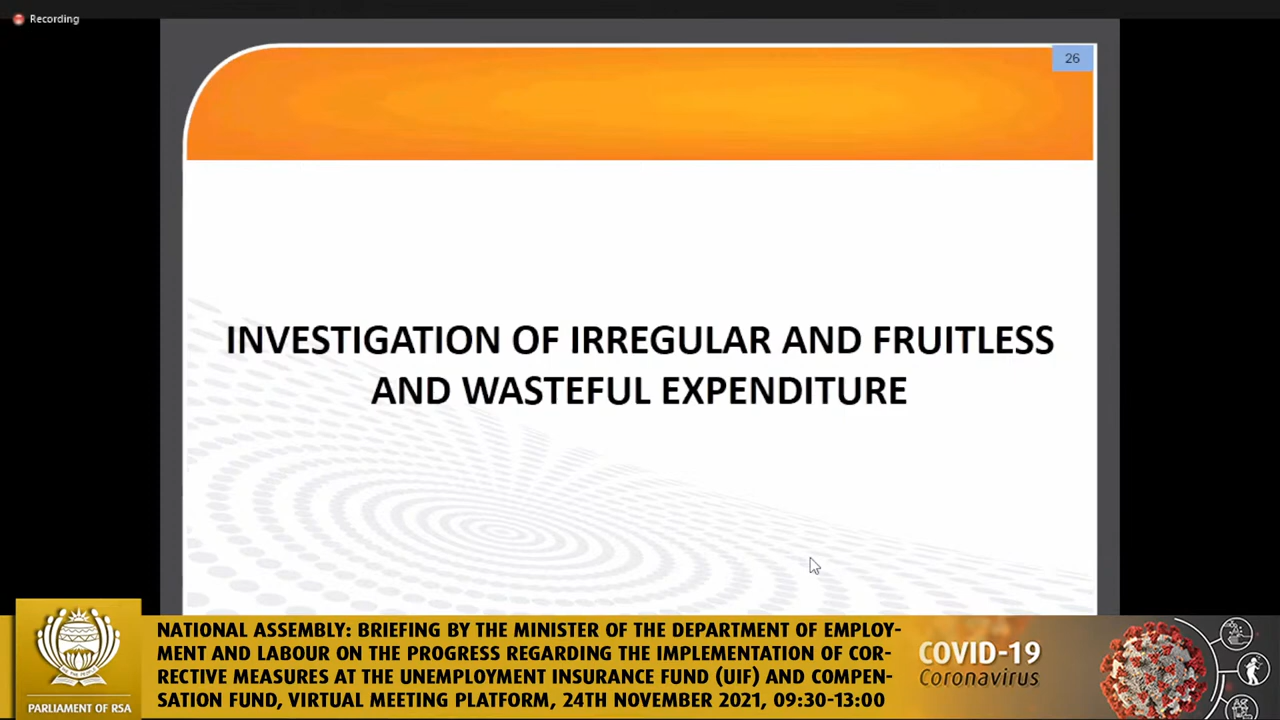 Recording
26
INVESTIGATION OF IRREGULAR AND FRUITLESS
AND WASTEFUL EXPENDITURE
NATIONAL ASSEMBLY: BRIEFING BY THE MINISTER OF THE DEPARTMENT OF EMPLOY-
MENT AND LABOUR ON THE PROGRESS REGARDING THE IMPLEMENTATION OF COR-
RECTIVE MEASURES AT THE UNEMPLOYMENT INSURANCE FUND (UIF) AND COMPEN-
SATION FUND, VIRTUAL MEETING PLATFORM, 24TH NOVEMBER 2021, 09:30-13:00
PARLIAMENT OF RSA
COVID-19
Coronavirus